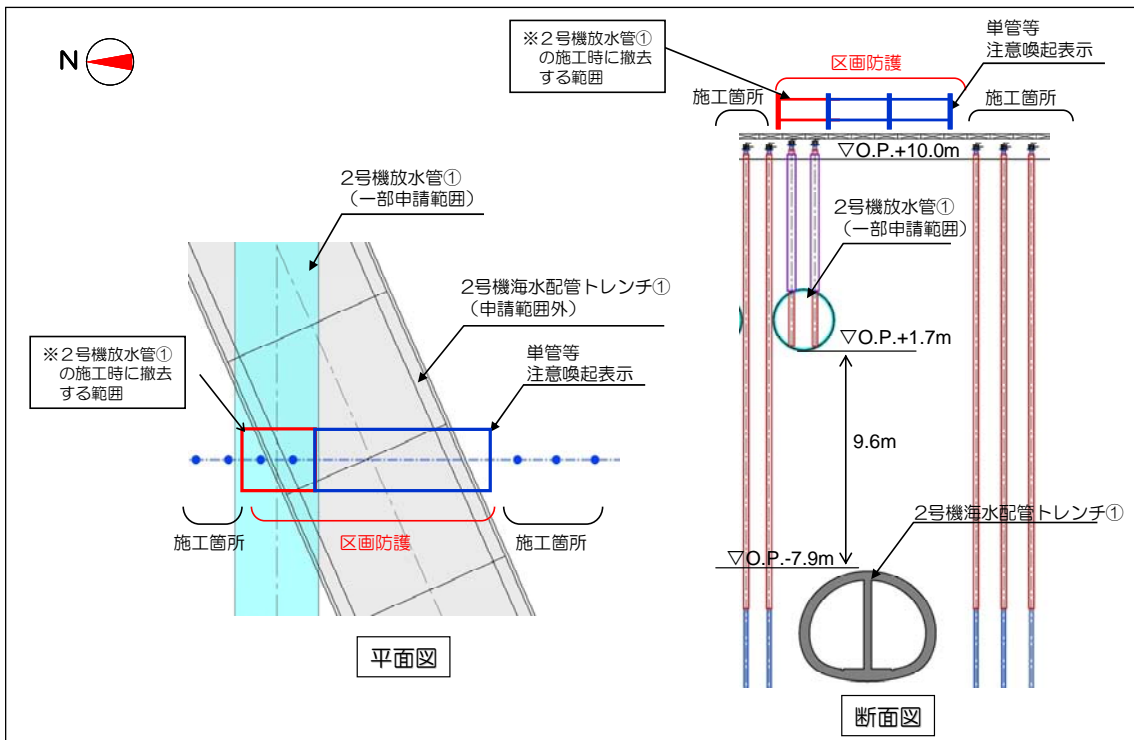 N
2号機放水管①
(一部申請範囲)
2号機海水配管トレンチ①
(申請範囲外)
※2号機放水管①
の施工時に撤去
する範囲
単管等
注意喚起表示
施工箇所
区画防護
施工箇所
平面図
※2号機放水管①
の施工時に撤去
する範囲
単管等
注意喚起表示
区画防護
施工箇所
施工箇所
▽O.P.+10.0m
2号機放水管①
(一部申請範囲)
▽O.P.+1.7m
9.6m
2号機海水配管トレンチ①
▽O.P.-7.9m
断面図